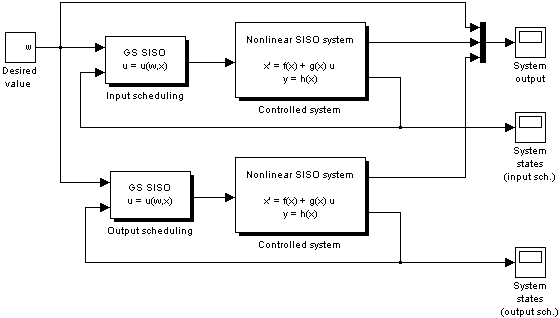 w
Desired
value
GS SISO
u = u(w,x)
Input scheduling
Nonlinear SISO system
x' = f(x) + g(x) u
y = h(x)
Controlled system
System
output
System
states
(input sch.)
GS SISO
u = u(w,x)
Output scheduling
Nonlinear SISO system
x' = f(x) + g(x) u
y = h(x)
Controlled system
System
states
(output sch.)